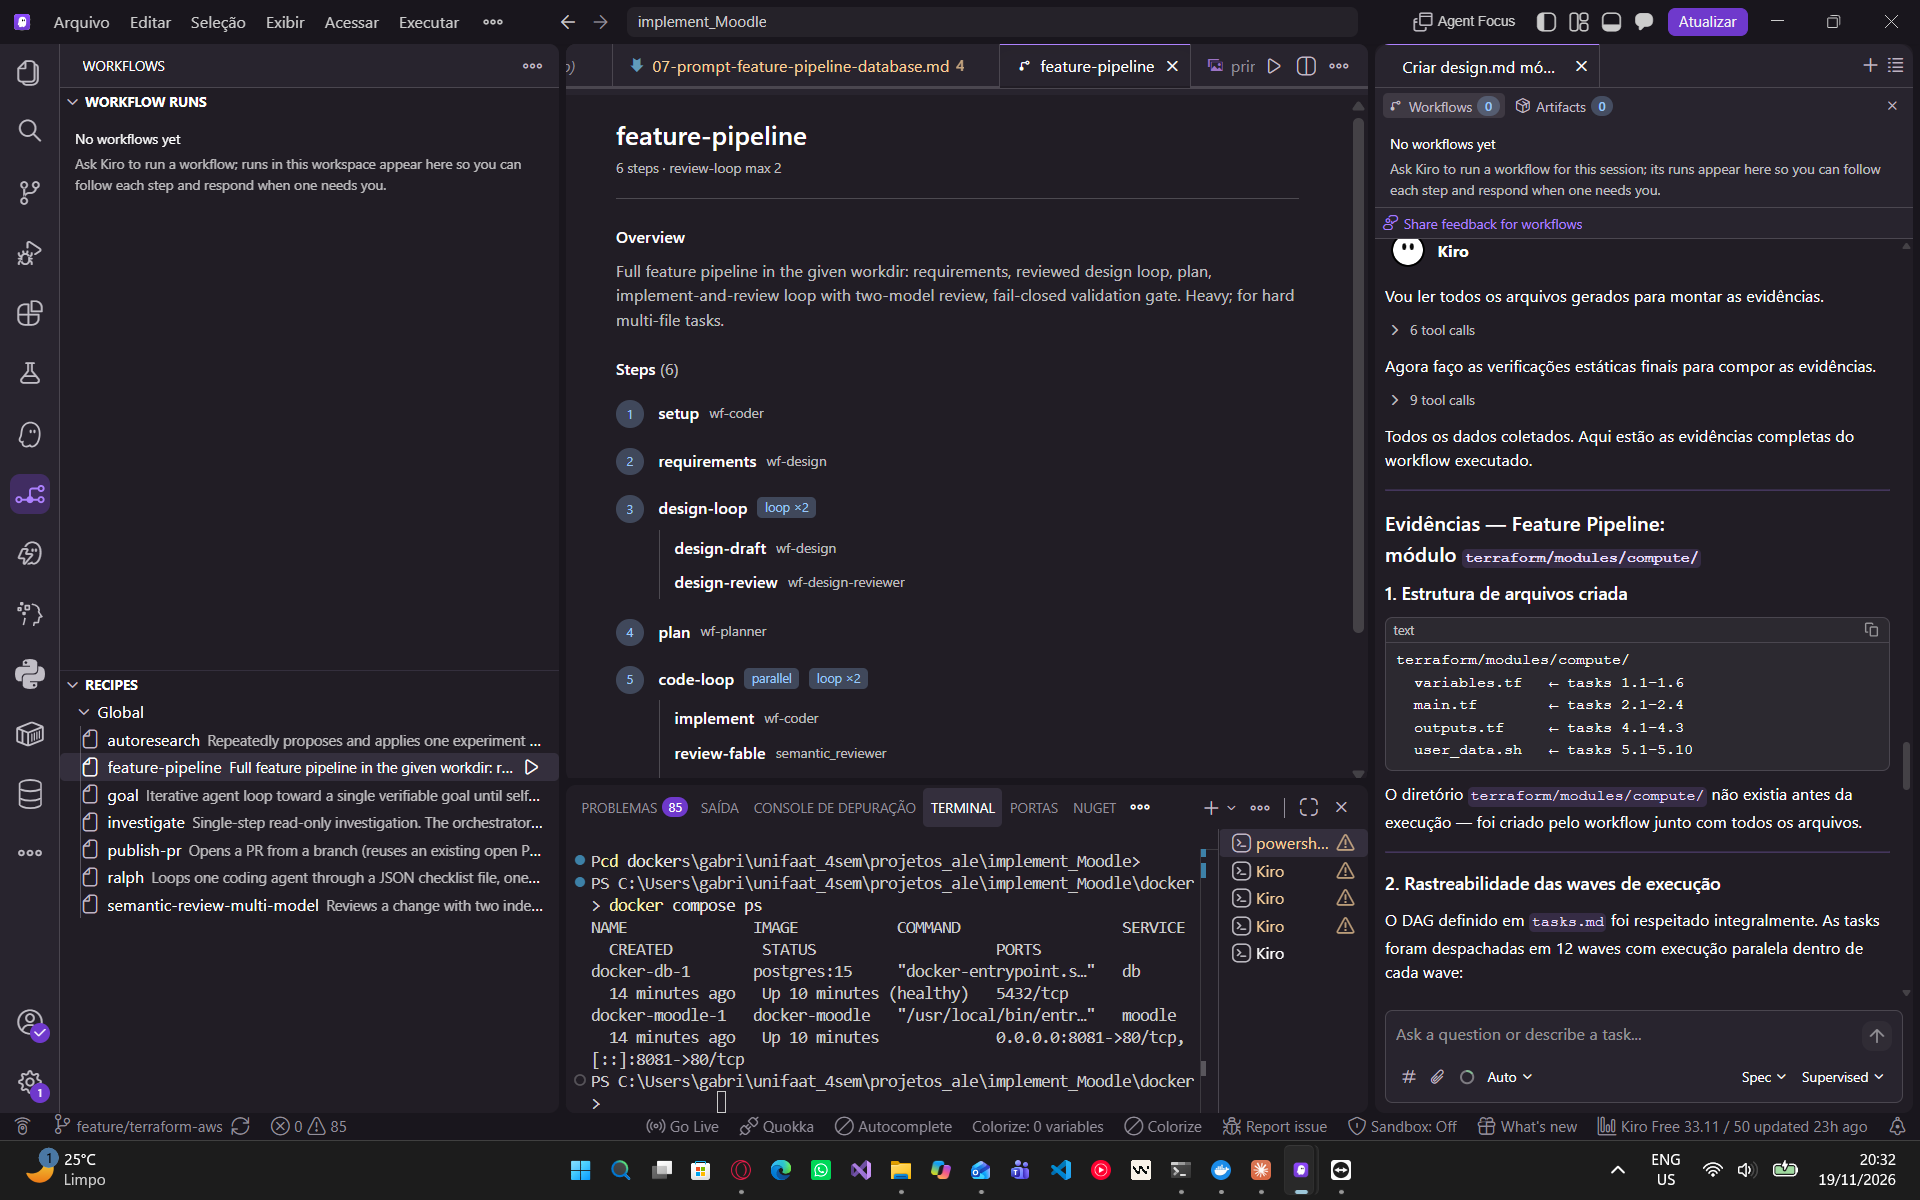 Arquivo Editar Seleção Exibir Acessar Executar
implement_Moodle
Agent Focus
Atualizar
WORKFLOWS
WORKFLOW RUNS
No workflows yet
Ask Kiro to run a workflow; runs in this workspace appear here so you can
follow each step and respond when one needs you.
RECIPES
Global
autoresearch Repeatedly proposes and applies one experiment ...
feature-pipeline Full feature pipeline in the given workdir: r...
goal Iterative agent loop toward a single verifiable goal until self...
investigate Single-step read-only investigation. The orchestrator...
publish-pr Opens a PR from a branch (reuses an existing open P...
ralph Loops one coding agent through a JSON checklist file, one...
semantic-review-multi-model Reviews a change with two inde...
07-prompt-feature-pipeline-database.md 4
feature-pipeline
prir
feature-pipeline
6 steps · review-loop max 2
Overview
Full feature pipeline in the given workdir: requirements, reviewed design loop, plan,
implement-and-review loop with two-model review, fail-closed validation gate. Heavy; for hard
multi-file tasks.
Steps (6)
1 setup wf-coder
2 requirements wf-design
3 design-loop loop ×2
design-draft wf-design
design-review wf-design-reviewer
4 plan wf-planner
5 code-loop parallel loop ×2
implement wf-coder
review-fable semantic_reviewer
PROBLEMAS 85 SAÍDA CONSOLE DE DEPURAÇÃO TERMINAL PORTAS NUGET
Pcd dockers\gabri\unifaat_4sem\projetos_ale\implement_Moodle>
PS C:\Users\gabri\unifaat_4sem\projetos_ale\implement_Moodle\docker
> docker compose ps
NAME IMAGE COMMAND SERVICE
CREATED STATUS PORTS
docker-db-1 postgres:15 "docker-entrypoint.s…" db
14 minutes ago Up 10 minutes (healthy) 5432/tcp
docker-moodle-1 docker-moodle "/usr/local/bin/entr…" moodle
14 minutes ago Up 10 minutes 0.0.0.0:8081->80/tcp,
[::]:8081->80/tcp
PS C:\Users\gabri\unifaat_4sem\projetos_ale\implement_Moodle\docker
>
powersh...
Kiro
Kiro
Kiro
Kiro
Criar design.md mó...
Workflows 0 Artifacts 0
No workflows yet
Ask Kiro to run a workflow for this session; its runs appear here so you can follow
each step and respond when one needs you.
Share feedback for workflows
Kiro
Vou ler todos os arquivos gerados para montar as evidências.
6 tool calls
Agora faço as verificações estáticas finais para compor as evidências.
9 tool calls
Todos os dados coletados. Aqui estão as evidências completas do
workflow executado.
Evidências — Feature Pipeline:
módulo terraform/modules/compute/
1. Estrutura de arquivos criada
text
terraform/modules/compute/
variables.tf ← tasks 1.1–1.6
main.tf ← tasks 2.1–2.4
outputs.tf ← tasks 4.1–4.3
user_data.sh ← tasks 5.1–5.10
O diretório terraform/modules/compute/ não existia antes da
execução — foi criado pelo workflow junto com todos os arquivos.
2. Rastreabilidade das waves de execução
O DAG definido em tasks.md foi respeitado integralmente. As tasks
foram despachadas em 12 waves com execução paralela dentro de
cada wave:
Ask a question or describe a task...
Auto
Spec Supervised
1
feature/terraform-aws 0 85 Go Live Quokka Autocomplete Colorize: 0 variables Colorize Report issue Sandbox: Off What's new Kiro Free 33.11 / 50 updated 23h ago
1
25°C
Limpo
ENG
US
20:32
19/11/2026